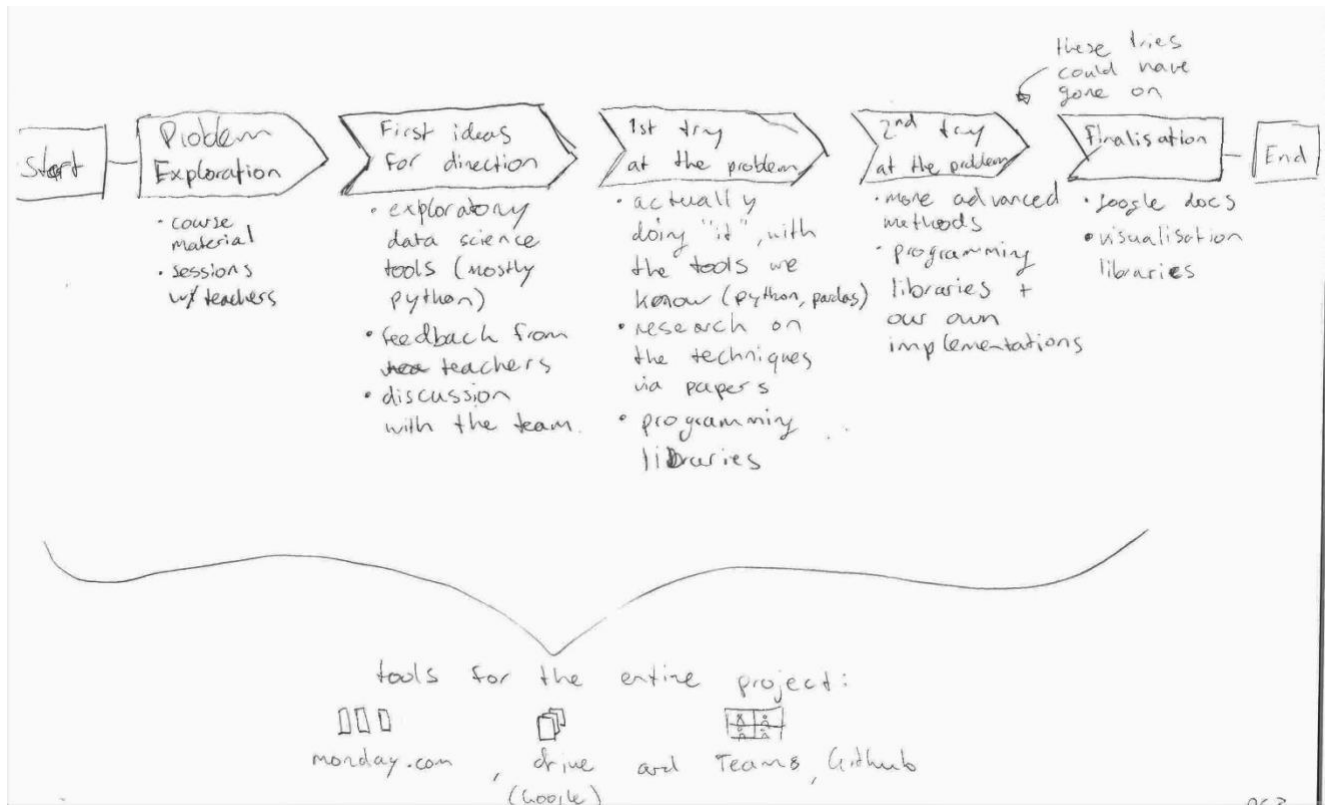 these tries
could have
gone on
Start
Problem
Exploration
First ideas
for direction
1st try
at the problem
2nd try
at the problem
Finalisation
End
• course
material
• sessions
w/ teachers
• exploratory
data science
tools (mostly
python)
• feedback from
teachers
• discussion
with the team.
• actually
doing "it", with
the tools we
know (python, pandas)
• research on
the techniques
via papers
• programming
libraries
• more advanced
methods
• programming
libraries +
our own
implementations
• google docs
• visualisation
libraries
tools for the entire project:
monday.com, drive and Teams, Github
(Google)